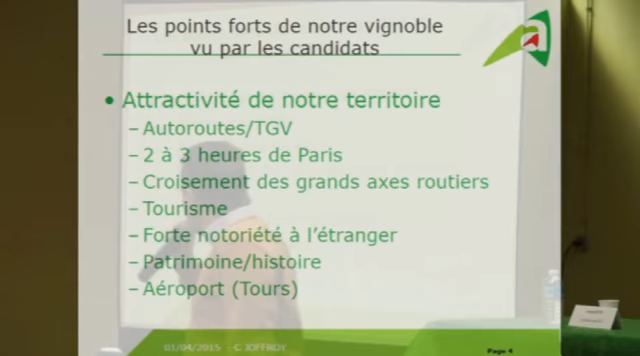 Les points forts de notre vignoble
vu par les candidats
• Attractivité de notre territoire
– Autoroutes/TGV
– 2 à 3 heures de Paris
– Croisement des grands axes routiers
– Tourisme
– Forte notoriété à l'étranger
– Patrimoine/histoire
– Aéroport (Tours)
01/04/2015 – C JOFFROY
Page 4